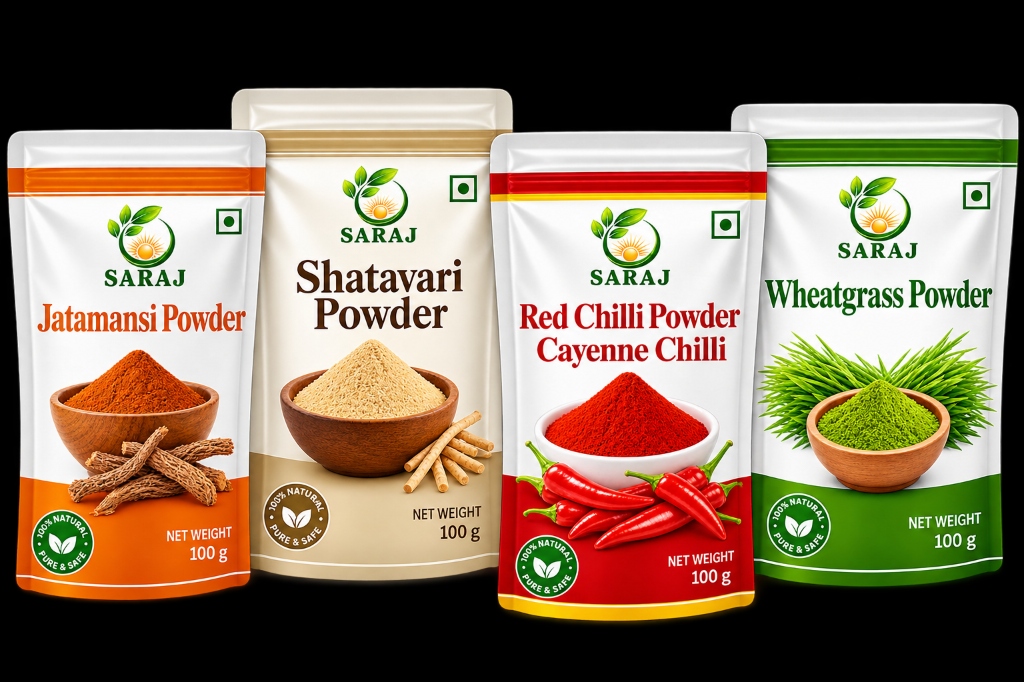 SARAJ
Jatamansi Powder
100% NATURAL
PURE & SAFE
NET WEIGHT
100 g
SARAJ
Shatavari
Powder
100% NATURAL
PURE & SAFE
NET WEIGHT
100 g
SARAJ
Red Chilli Powder
Cayenne Chilli
100% NATURAL
PURE & SAFE
NET WEIGHT
100 g
SARAJ
Wheatgrass Powder
100% NATURAL
PURE & SAFE
NET WEIGHT
100 g